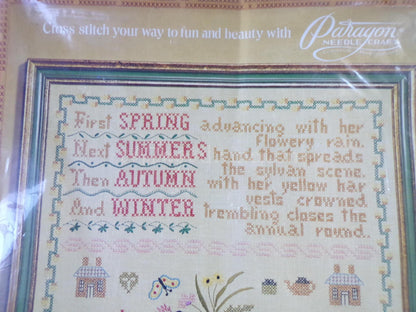 Cross stitch your way to fun and beauty with
Paragon
NEEDLECRAFT
First SPRING advancing with her
flowery rain.
Next SUMMERS hand that spreads
the sylvan scene.
Then AUTUMN with her yellow har
vests crowned
And WINTER trembling closes the
annual round.